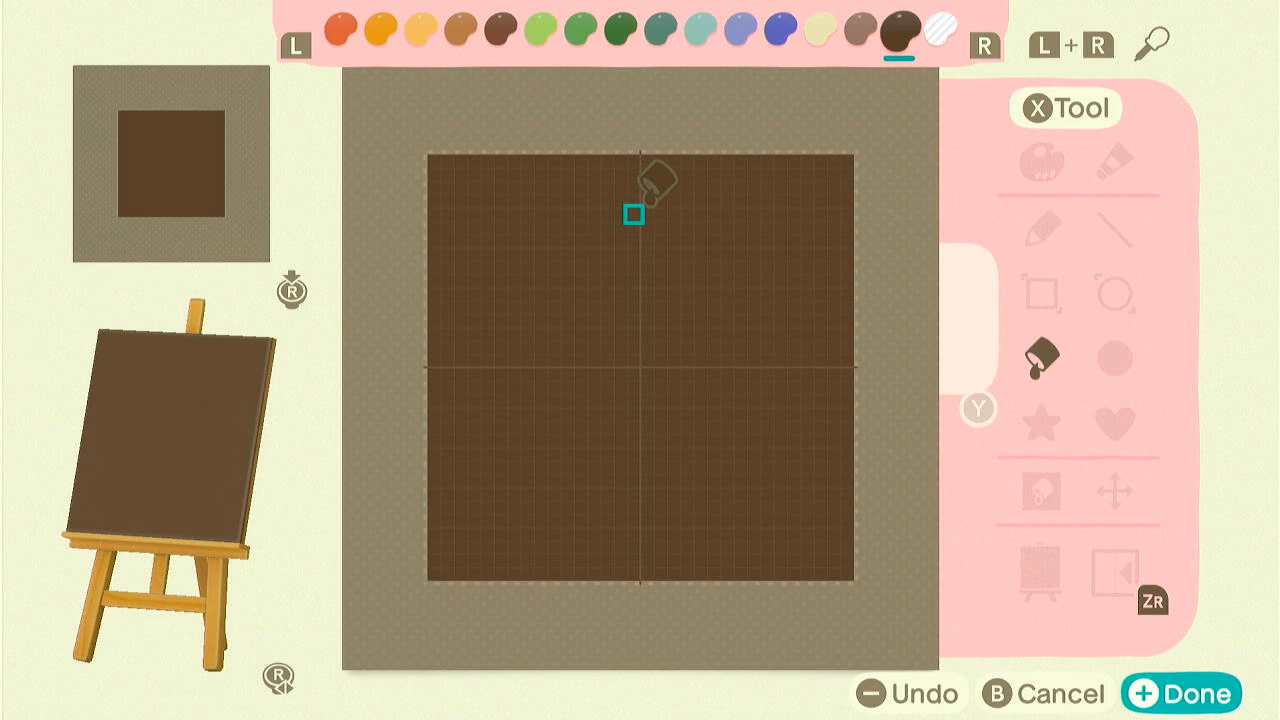 L
R
L + R
X Tool
R
Y
ZR
R
− Undo
B Cancel
+ Done